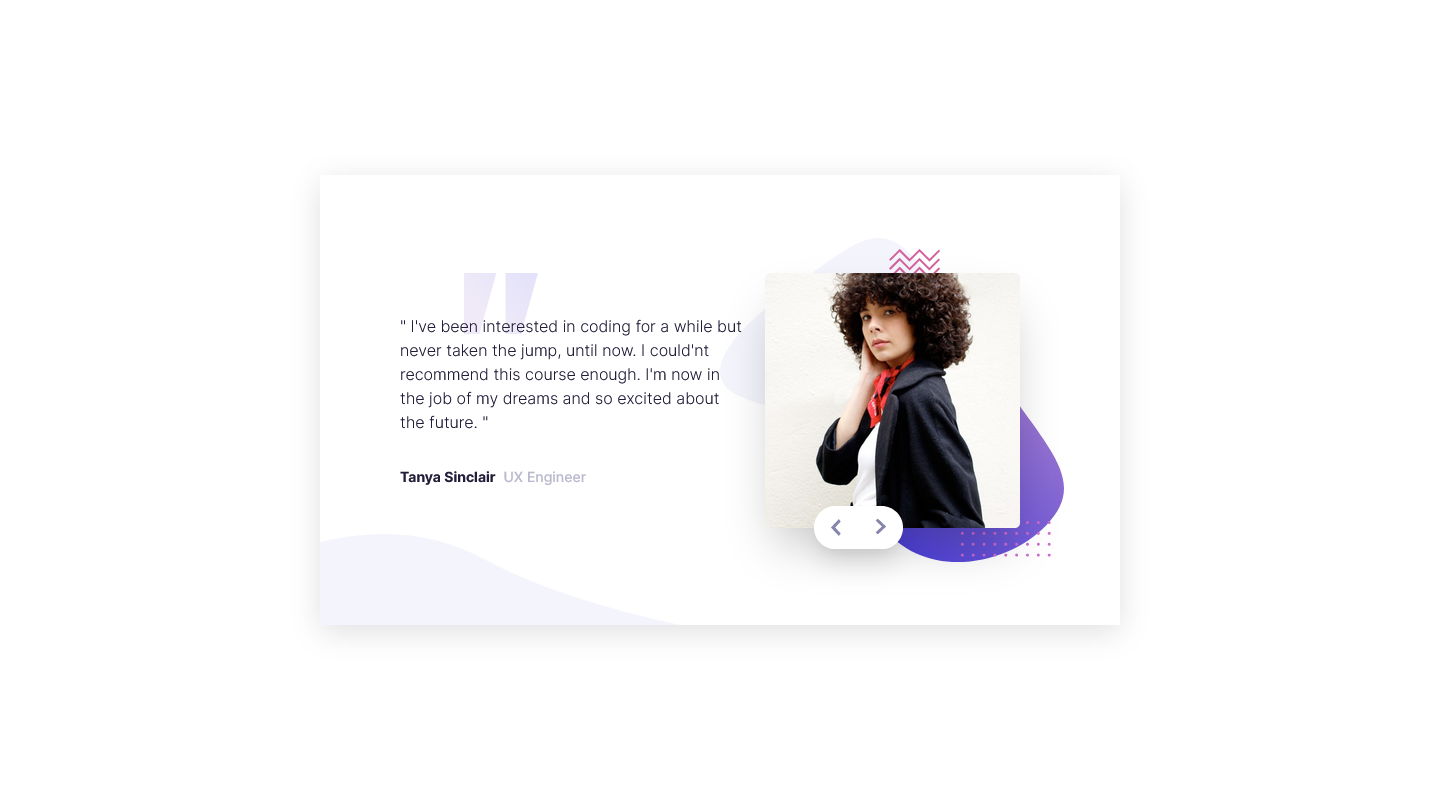 " I've been interested in coding for a while but
never taken the jump, until now. I could'nt
recommend this course enough. I'm now in
the job of my dreams and so excited about
the future. "
Tanya Sinclair UX Engineer